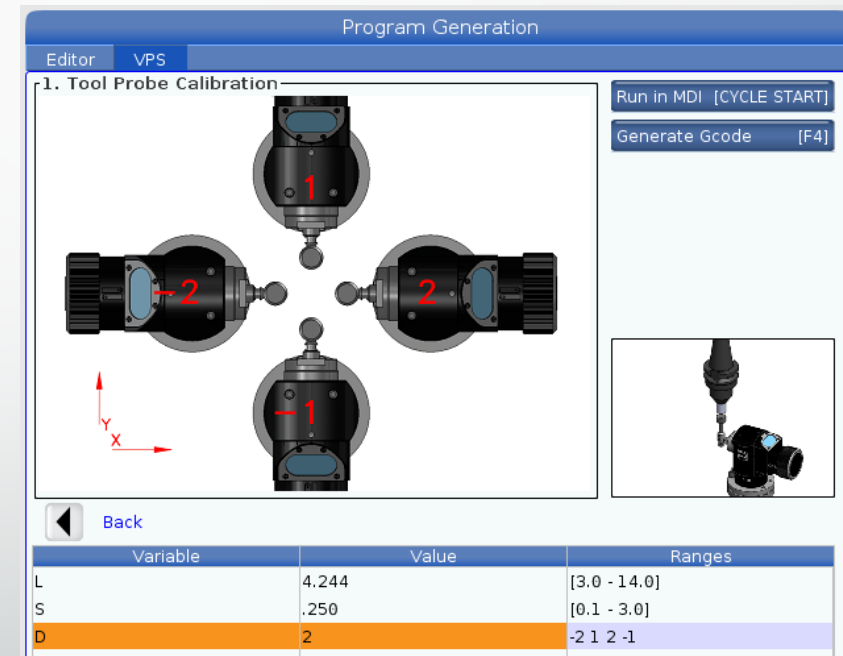 Program Generation
Editor VPS
1. Tool Probe Calibration
Run in MDI [CYCLE START]
Generate Gcode [F4]
1
-2
2
-1
Y
X
Back
Variable Value Ranges
L 4.244 [3.0 - 14.0]
S .250 [0.1 - 3.0]
D 2 -2 1 2 -1